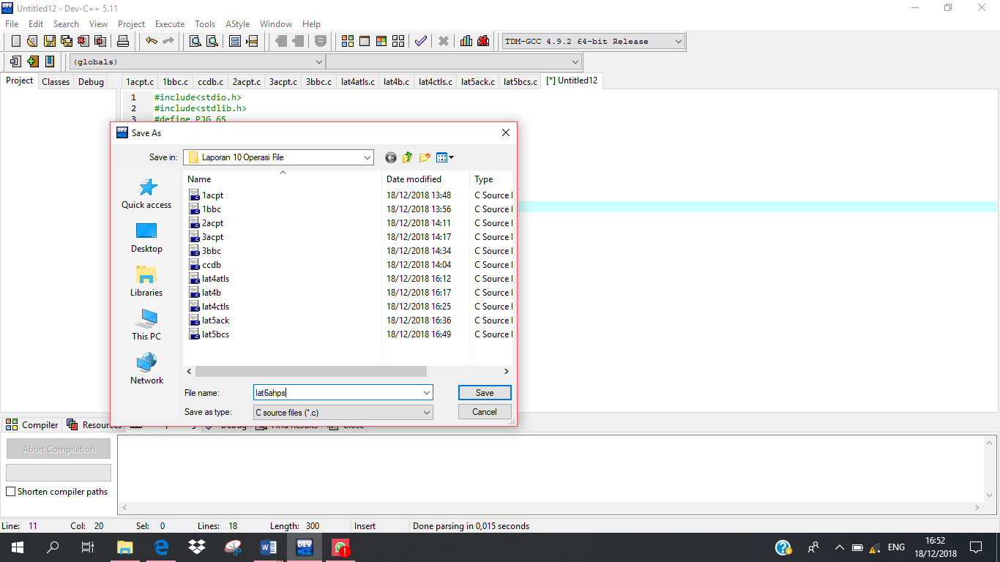 Untitled12 - Dev-C++ 5.11
File Edit Search View Project Execute Tools AStyle Window Help
TDM-GCC 4.9.2 64-bit Release
(globals)
Project Classes Debug
1acpt.c 1bbc.c ccdb.c 2acpt.c 3acpt.c 3bbc.c lat4atls.c lat4b.c lat4ctls.c lat5ack.c lat5bcs.c [*] Untitled12
1 #include<stdio.h>
2 #include<stdlib.h>
3 #define PJG 65
DEV Save As
Save in: Laporan 10 Operasi File
Quick access
Desktop
Libraries
This PC
Network
Name Date modified Type
1acpt 18/12/2018 13:48 C Source
1bbc 18/12/2018 13:56 C Source
2acpt 18/12/2018 14:11 C Source
3acpt 18/12/2018 14:17 C Source
3bbc 18/12/2018 14:34 C Source
ccdb 18/12/2018 14:04 C Source
lat4atls 18/12/2018 16:12 C Source
lat4b 18/12/2018 16:17 C Source
lat4ctls 18/12/2018 16:25 C Source
lat5ack 18/12/2018 16:36 C Source
lat5bcs 18/12/2018 16:49 C Source
File name: lat6ahps Save
Save as type: C source files (*.c) Cancel
Compiler Resources Debug Find Results Close
Abort Compilation
Shorten compiler paths
Line: 11 Col: 20 Sel: 0 Lines: 18 Length: 300 Insert Done parsing in 0,015 seconds
DEV
ENG
16:52
18/12/2018